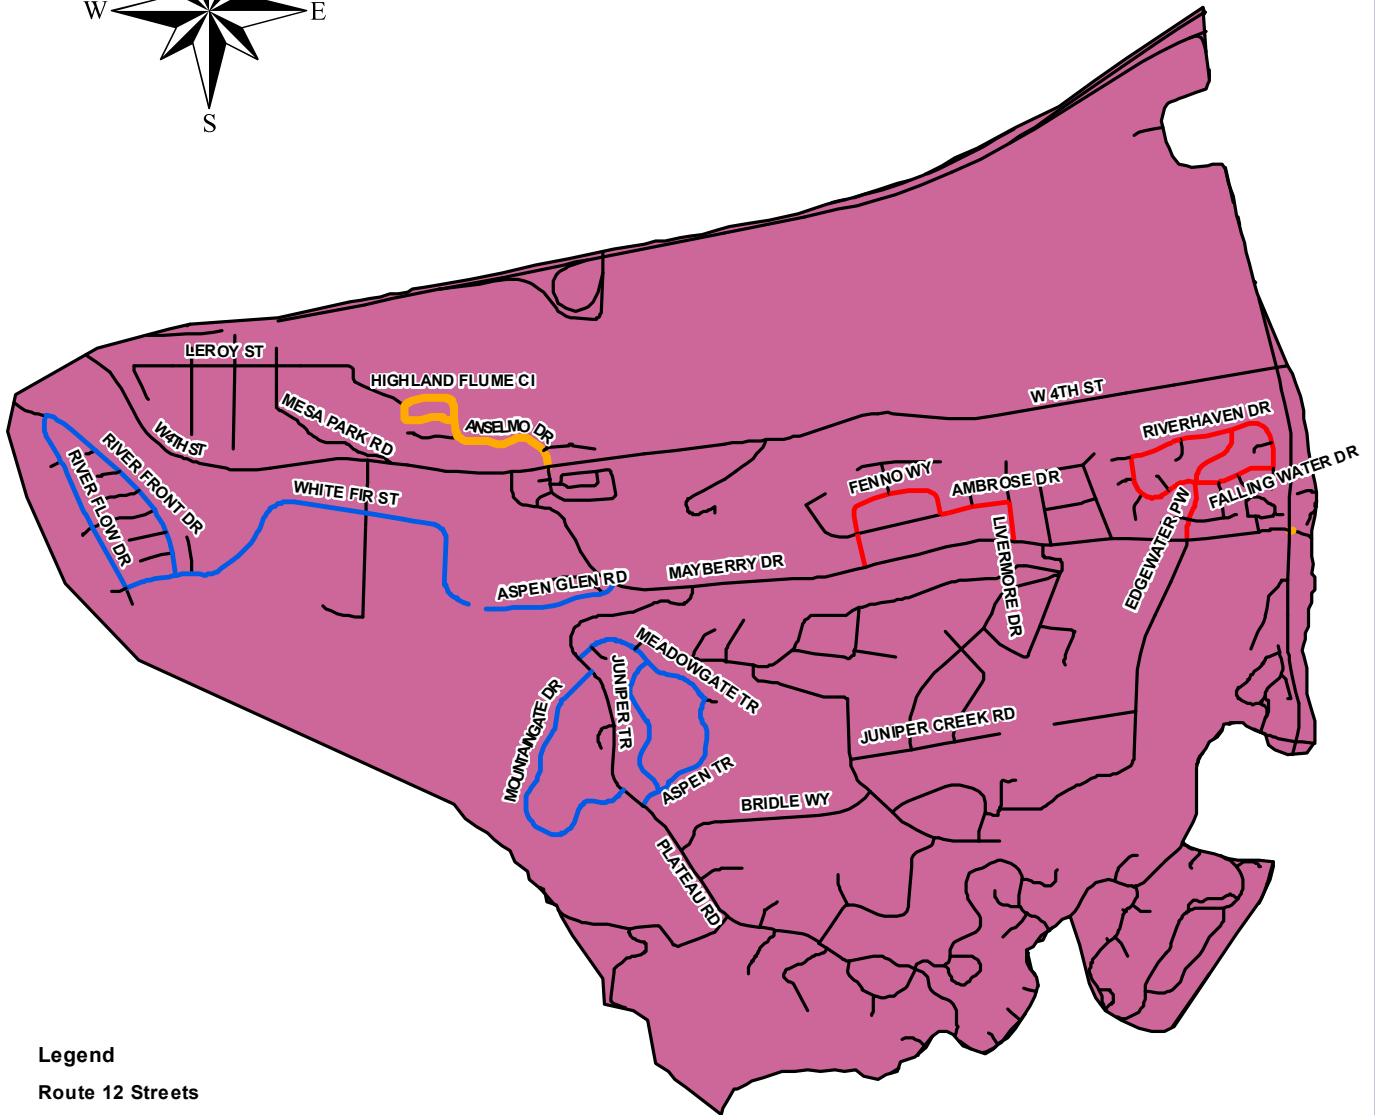 W
E
S
LEROY ST
HIGHLAND FLUME CI
MESA PARK RD
ANSELMO DR
W4TH ST
W 4TH ST
RIVERHAVEN DR
RIVER FRONT DR
RIVER FLOW DR
WHITE FIR ST
FENNO WY
AMBROSE DR
FALLING WATER DR
LIVERMORE DR
EDGEWATER PW
ASPEN GLEN RD
MAYBERRY DR
MEADOWGATE TR
JUNIPER TR
MOUNTAINGATE DR
JUNIPER CREEK RD
ASPEN TR
BRIDLE WY
PLATEAU RD
Legend
Route 12 Streets